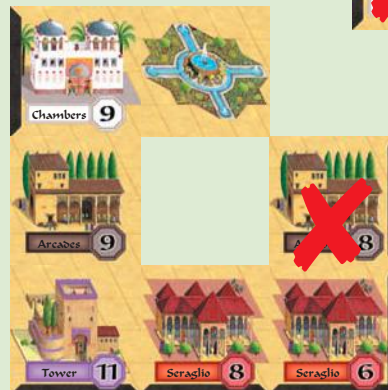 Chambers 9
Arcades 9
8
Tower 11
Seraglio 8
Seraglio 6